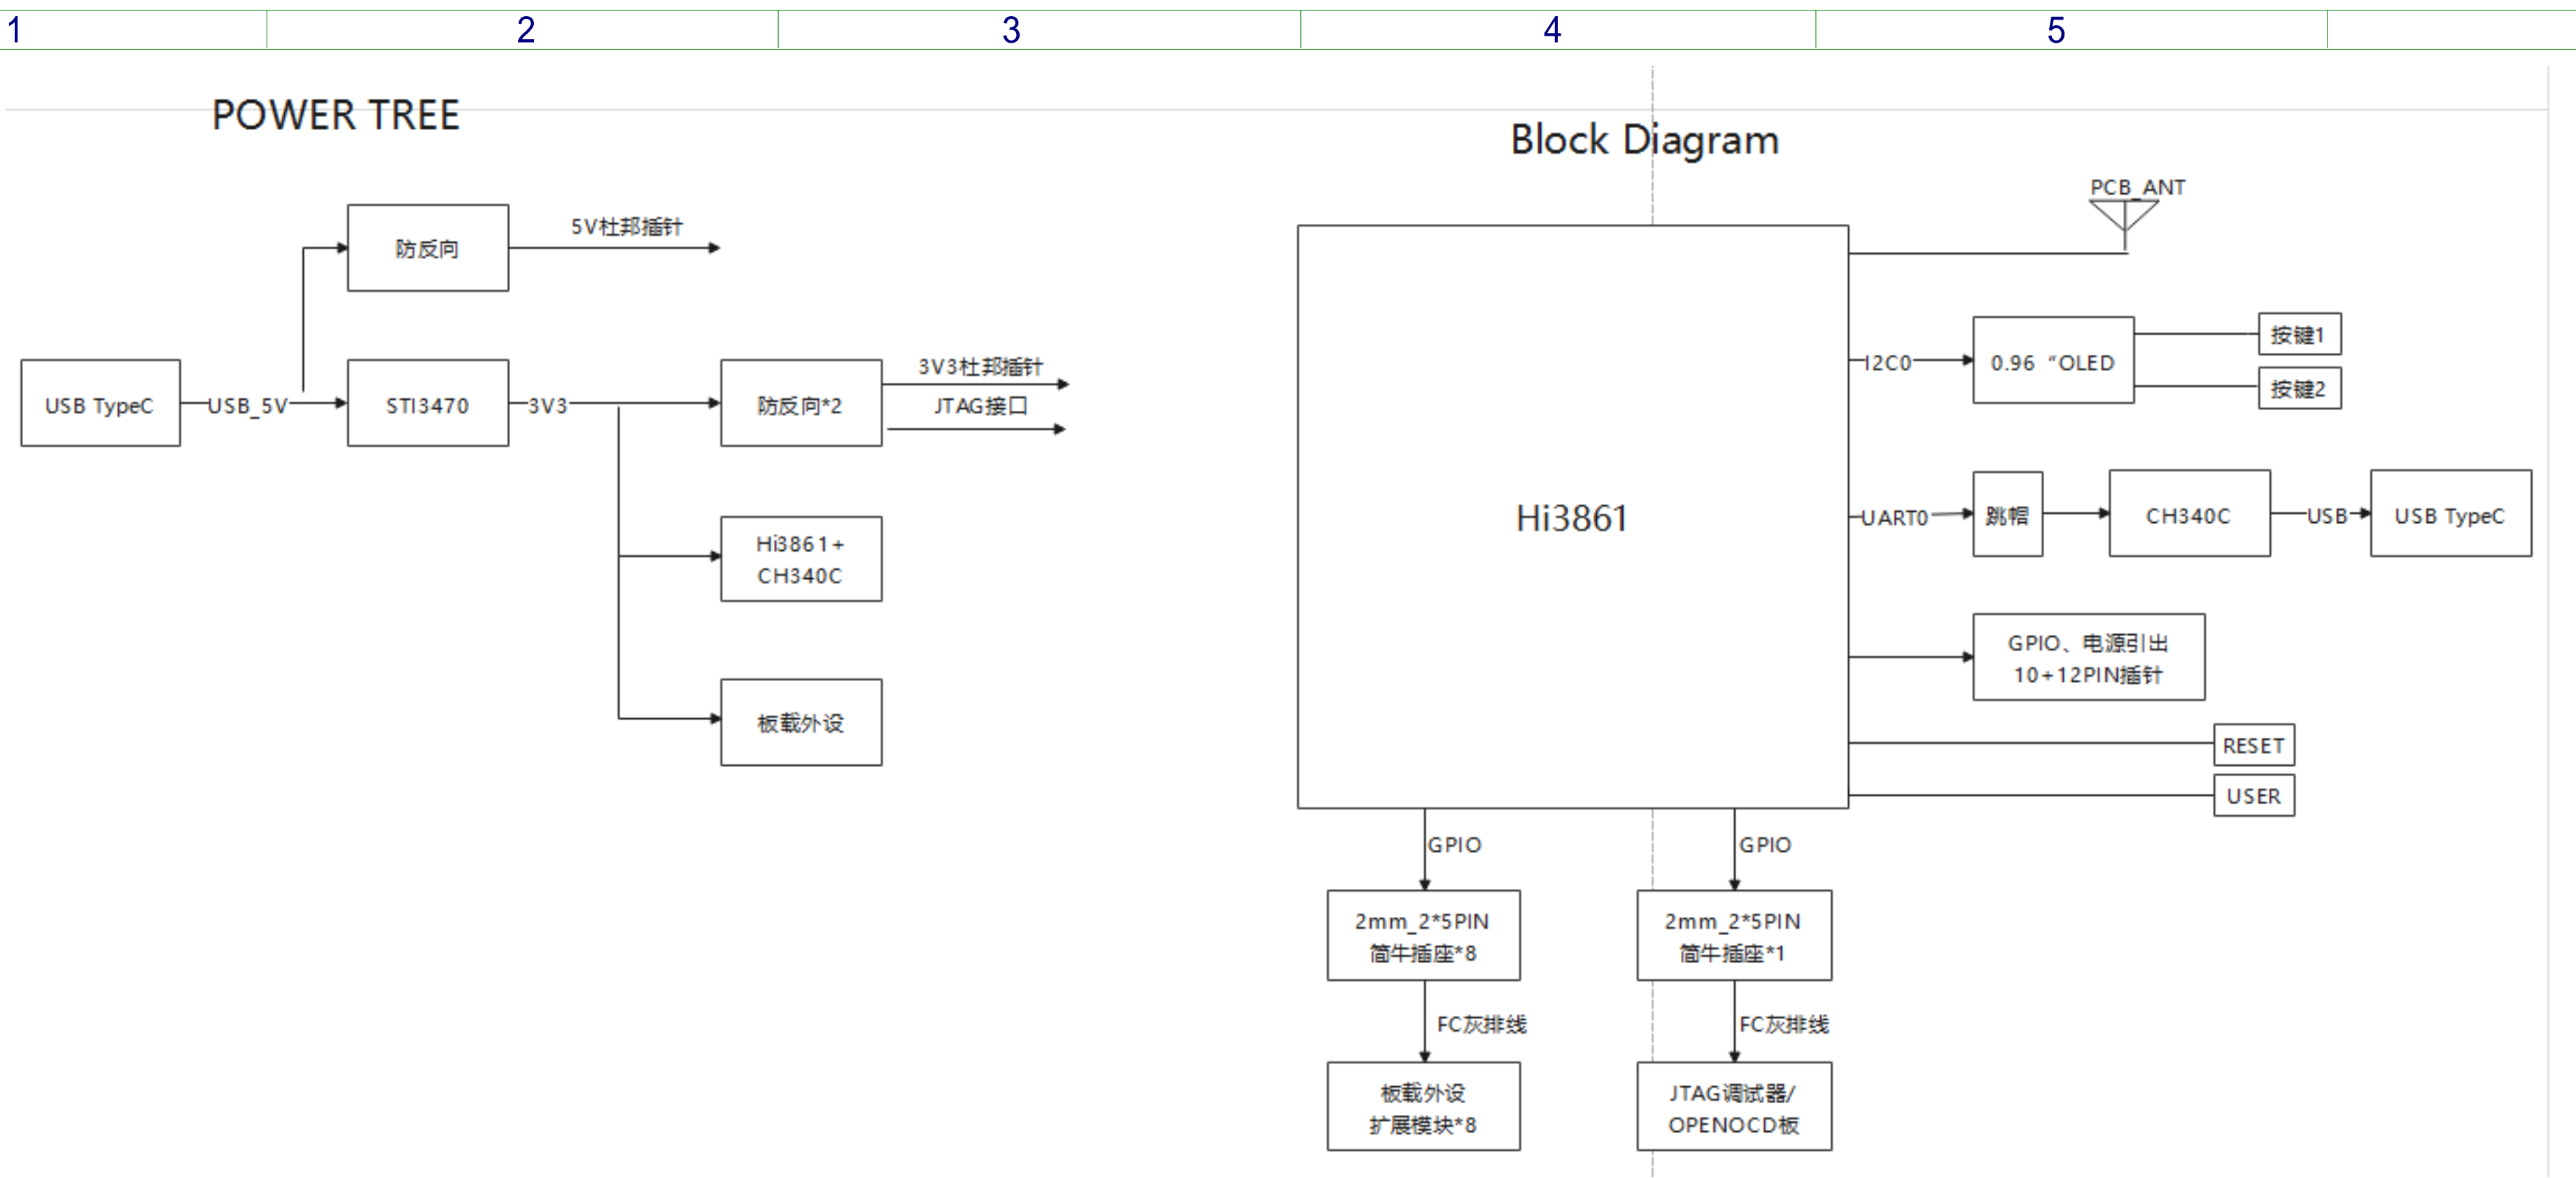 1
2
3
4
5
POWER TREE
防反向
5V杜邦插针
USB TypeC
USB_5V
STI3470
3V3
防反向*2
3V3杜邦插针
JTAG接口
Hi3861+
CH340C
板载外设
Block Diagram
PCB_ANT
Hi3861
I2C0
0.96“OLED
按键1
按键2
UART0
跳帽
CH340C
USB
USB TypeC
GPIO、电源引出
10+12PIN插针
RESET
USER
GPIO
2mm_2*5PIN
简牛插座*8
FC灰排线
板载外设
扩展模块*8
GPIO
2mm_2*5PIN
简牛插座*1
FC灰排线
JTAG调试器/
OPENOCD板